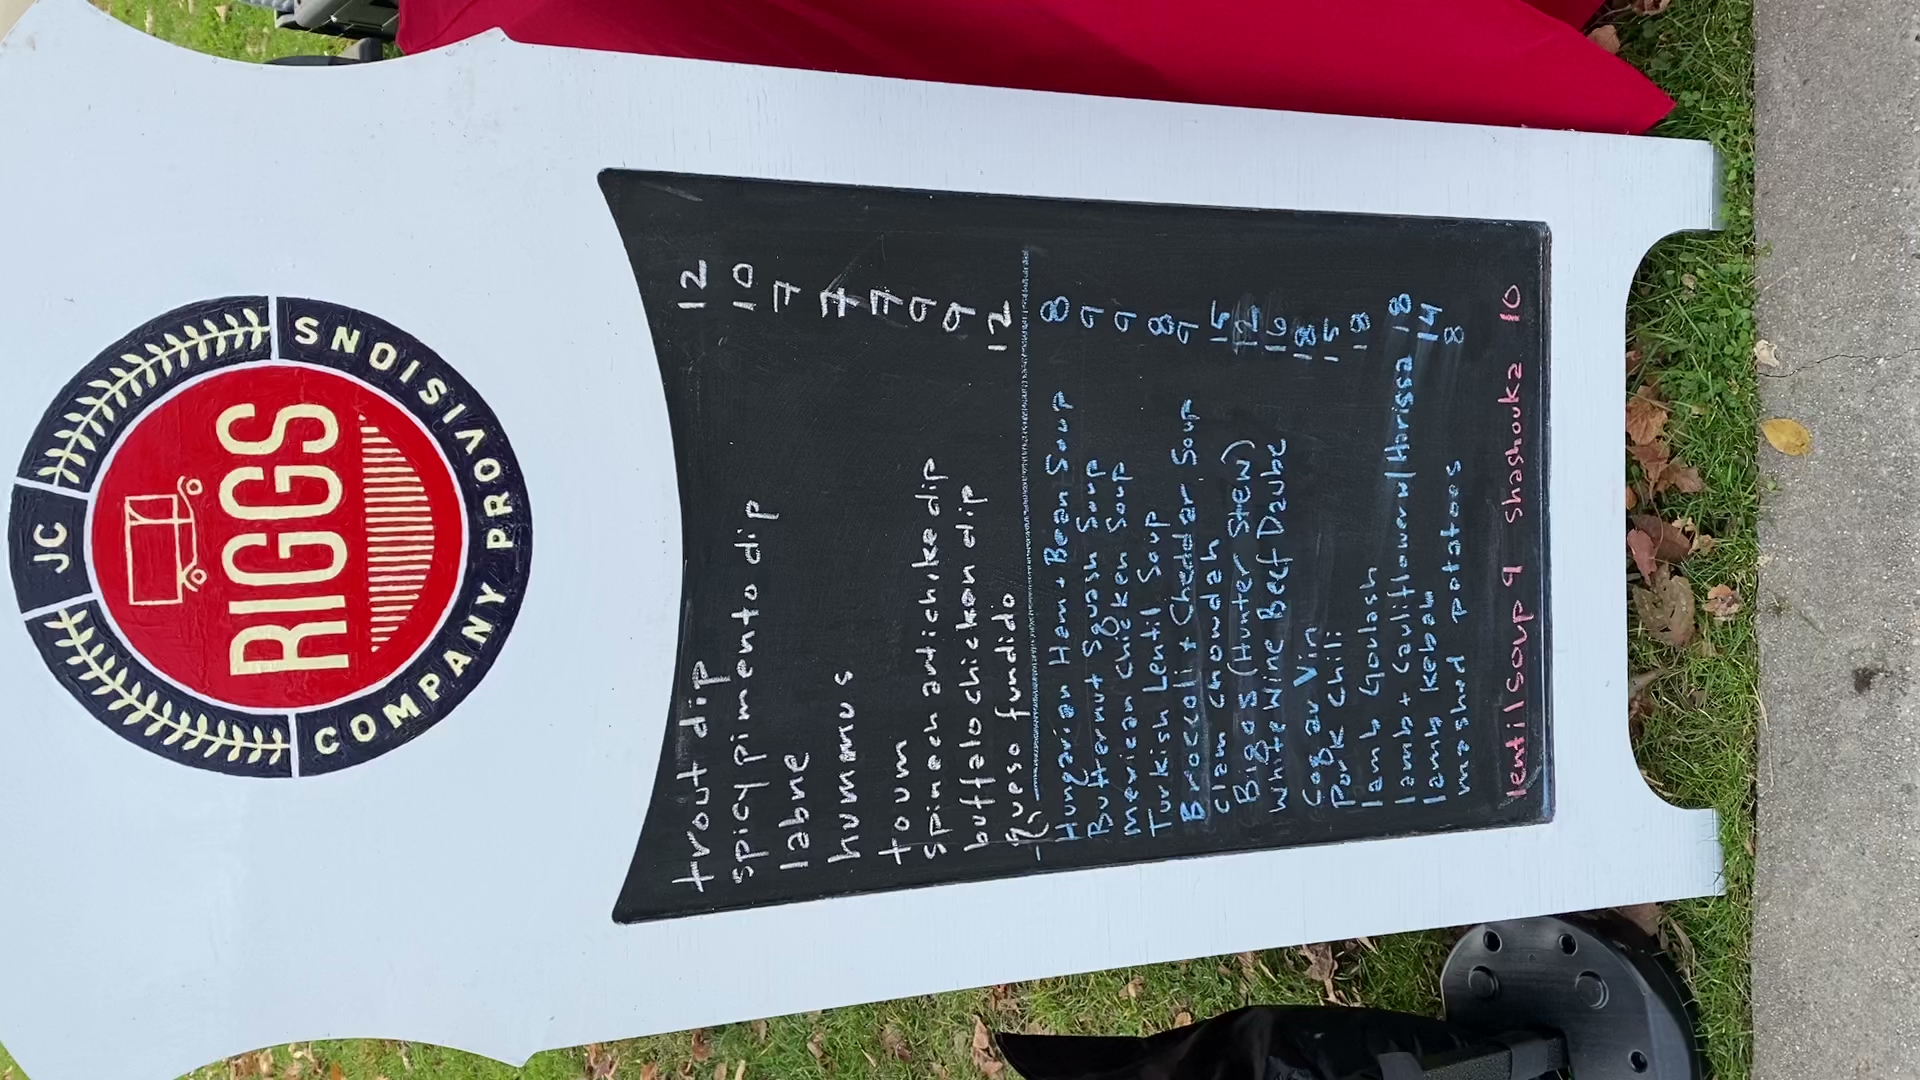 JC
RIGGS
COMPANY PROVISIONS
trout dip 12
spicy pimento dip 10
labne 7
hummus 7
toum 7
spinach artichike dip 9
buffalo chicken dip 9
Queso fundido 12
Hungarian Ham + Bean Soup 8
Butternut Squash Soup 9
mexican chicken Soup 9
Turkish Lentil Soup 8
Broccoli + Cheddar Soup 9
Clam chowdah 15
Bigos (Hunter Stew) 12
White Wine Beef Daube 16
Coq au Vin 18
Pork Chili 15
lamb Goulash 18
lamb + Cauliflower w/ Harissa 18
lamb kebab 14
mashed potatoes 8
lentil soup 9 shashouka 10